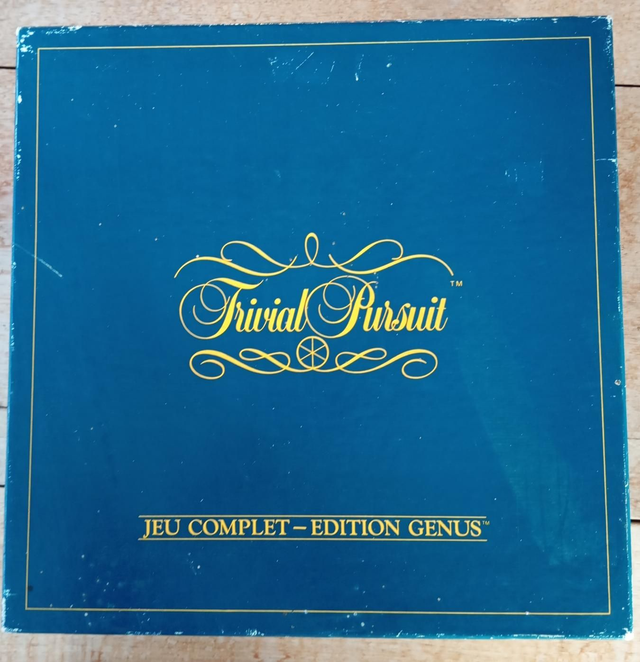 Trivial Pursuit™
JEU COMPLET – EDITION GENUS™